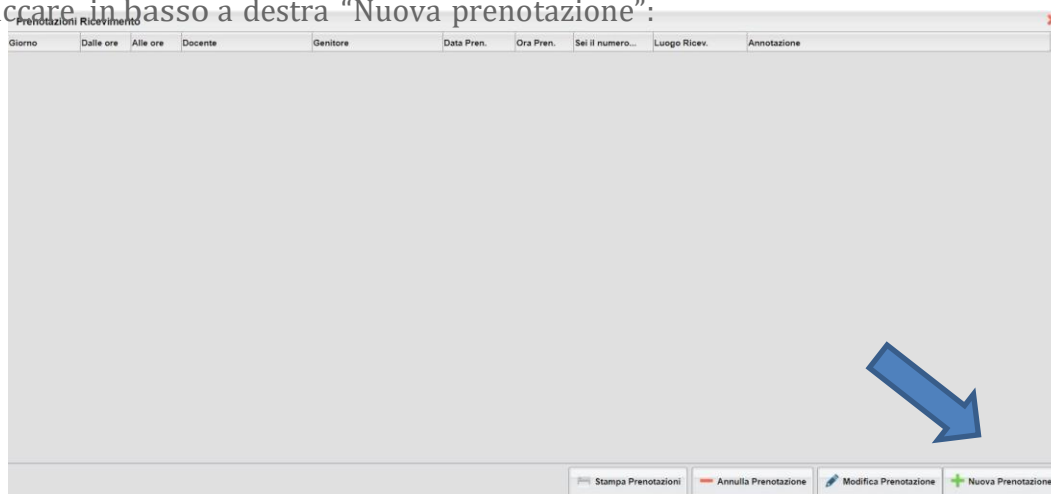 ccare in basso a destra “Nuova prenotazione”:
Prenotazioni Ricevimento
Giorno Dalle ore Alle ore Docente Genitore Data Pren. Ora Pren. Sei il numero... Luogo Ricev. Annotazione
Stampa Prenotazioni Annulla Prenotazione Modifica Prenotazione Nuova Prenotazione